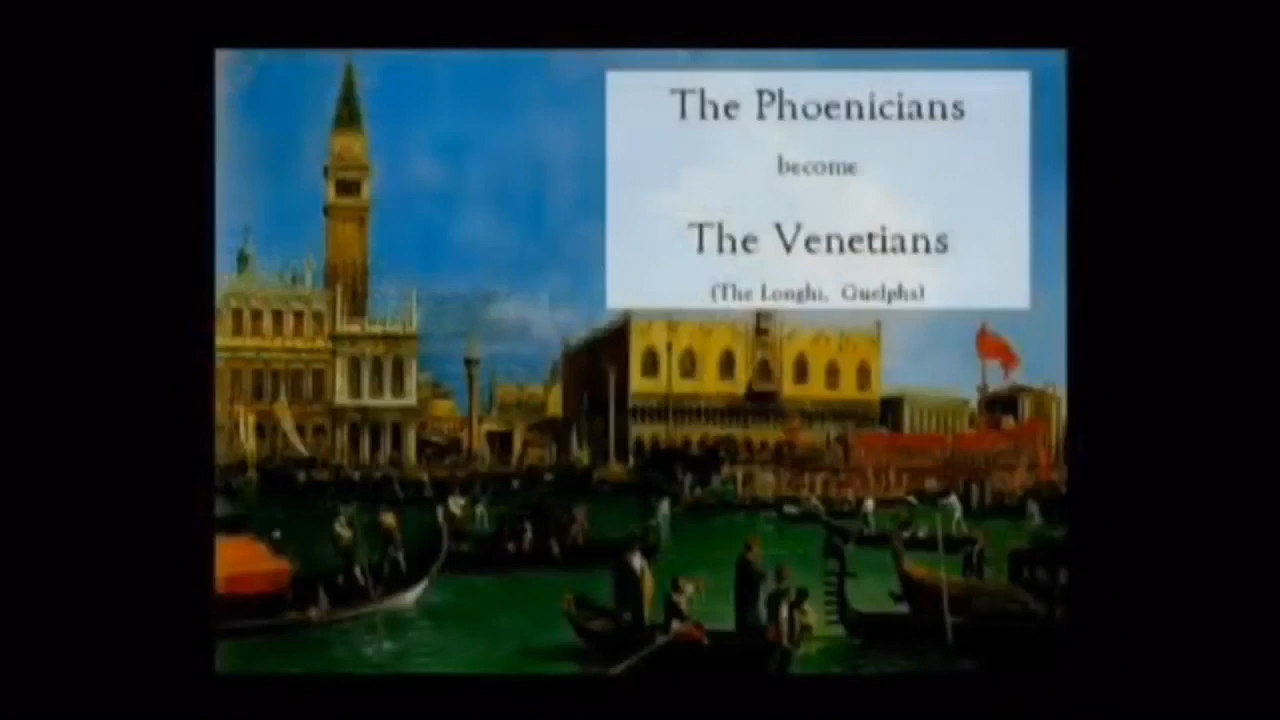 The Phoenicians
become
The Venetians
(The Longhi, Guelphs)